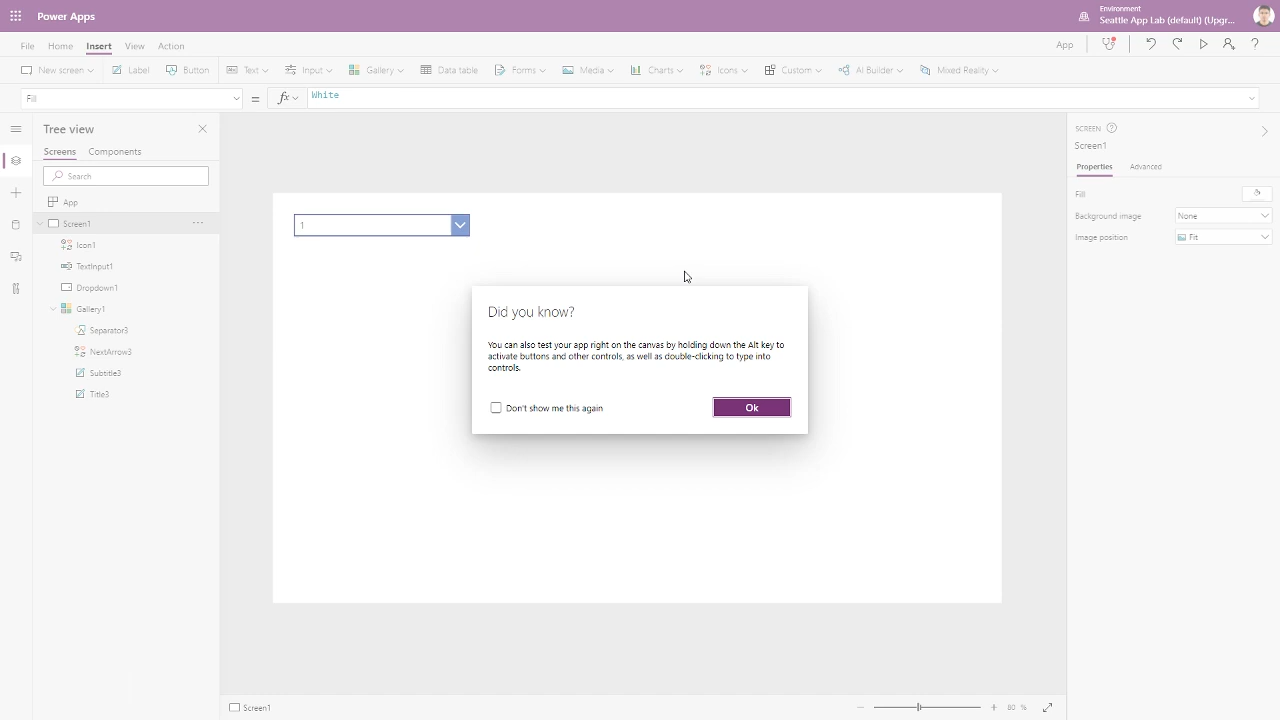 Power Apps
Environment
Seattle App Lab (default) (Upgr...
File Home Insert View Action
App
New screen Label Button Text Input Gallery Data table Forms Media Charts Icons Custom AI Builder Mixed Reality
Fill = fx White
Tree view
Screens Components
Search
App
Screen1
Icon1
TextInput1
Dropdown1
Gallery1
Separator3
NextArrow3
Subtitle3
Title3
1
Did you know?
You can also test your app right on the canvas by holding down the Alt key to
activate buttons and other controls, as well as double-clicking to type into
controls.
Don't show me this again
Ok
SCREEN
Screen1
Properties Advanced
Fill
Background image None
Image position Fit
Screen1
80 %